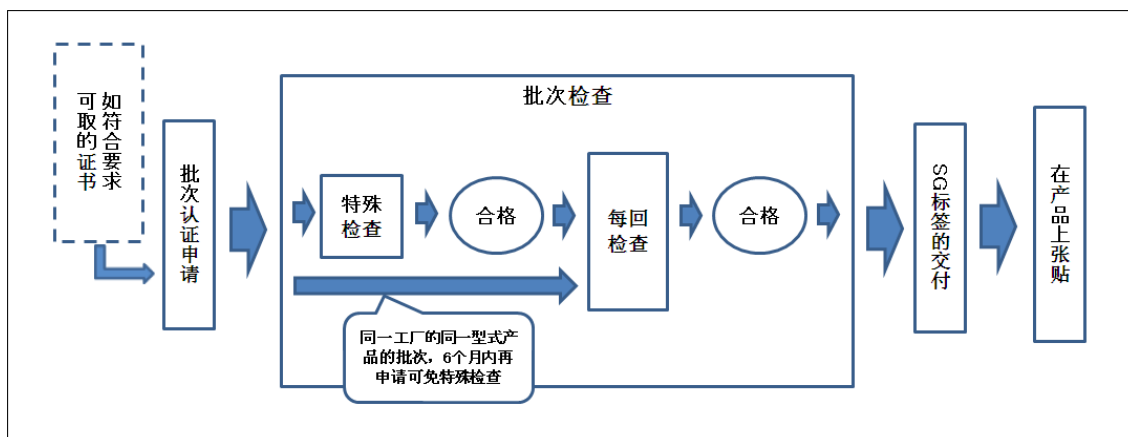 如符合要求
可取的证书
批次认证申请
批次检查
特殊
检查
合格
每回
检查
合格
同一工厂的同一型式产
品的批次，6个月内再
申请可免特殊检查
SG标签的交付
在产品上张贴